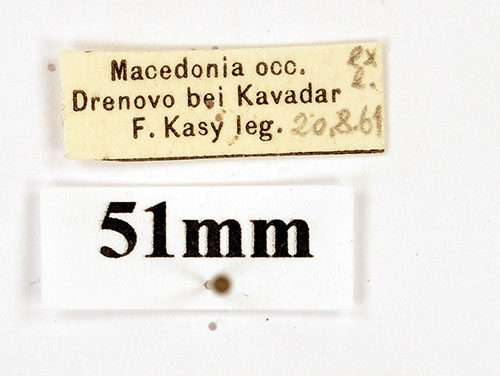 Macedonia occ. ex
Drenovo bei Kavadar l.
F. Kasy leg. 20.8.61
51mm